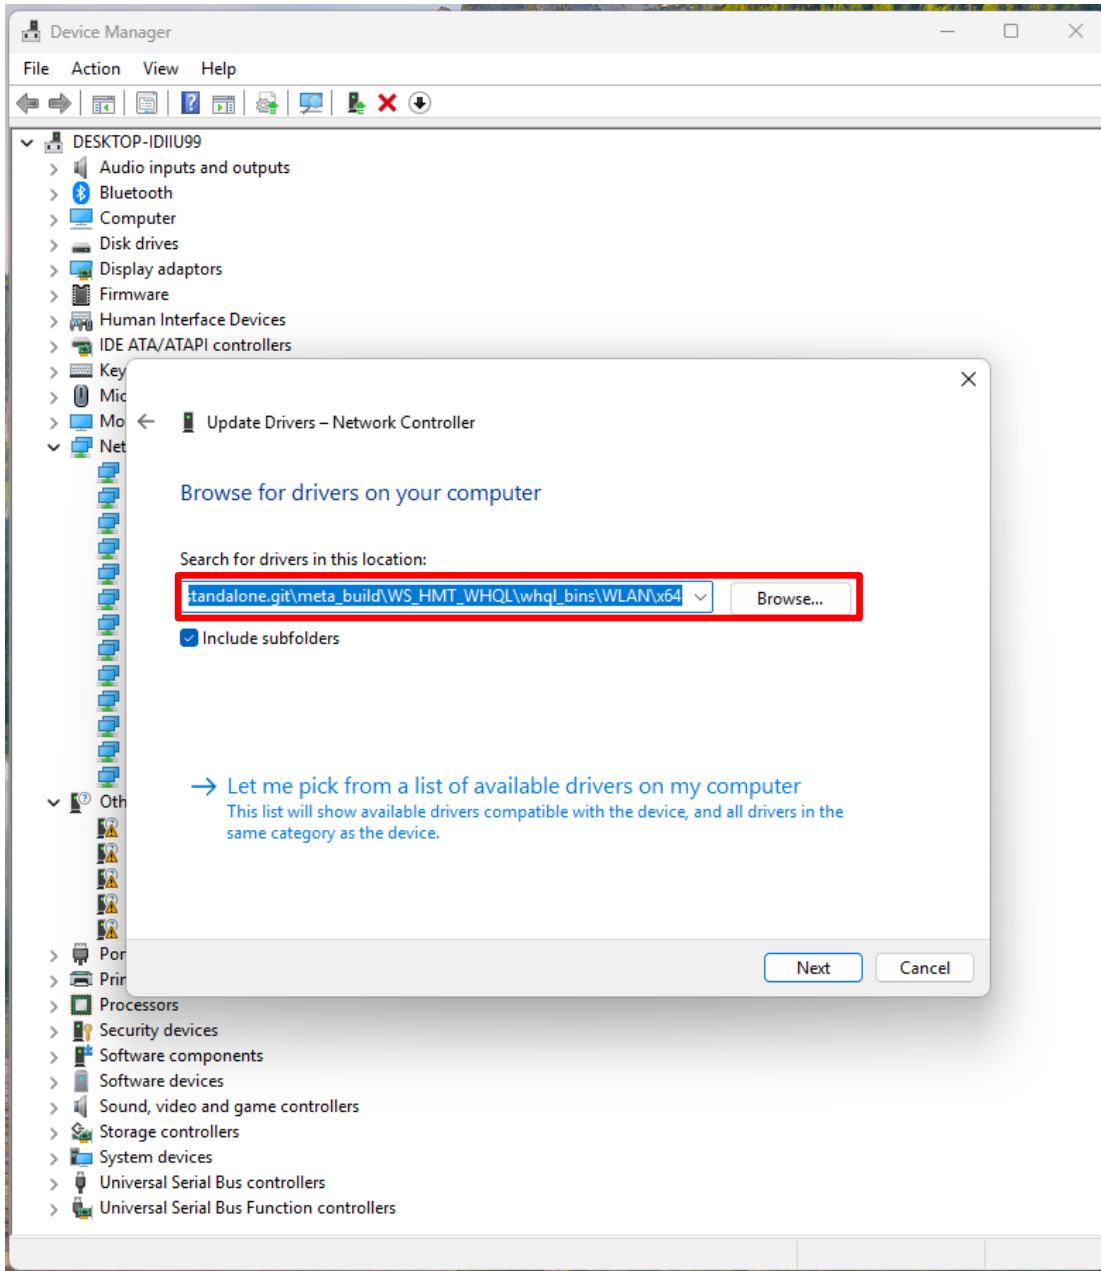 Device Manager
File Action View Help
DESKTOP-IDIIU99
Audio inputs and outputs
Bluetooth
Computer
Disk drives
Display adaptors
Firmware
Human Interface Devices
IDE ATA/ATAPI controllers
Key
Mic
Mo
Net
Update Drivers – Network Controller
Browse for drivers on your computer
Search for drivers in this location:
standalone.git\meta_build\WS_HMT_WHQL\whql_bins\WLAN\x64
Browse...
Include subfolders
Let me pick from a list of available drivers on my computer
This list will show available drivers compatible with the device, and all drivers in the
same category as the device.
Oth
Por
Prin
Next Cancel
Processors
Security devices
Software components
Software devices
Sound, video and game controllers
Storage controllers
System devices
Universal Serial Bus controllers
Universal Serial Bus Function controllers